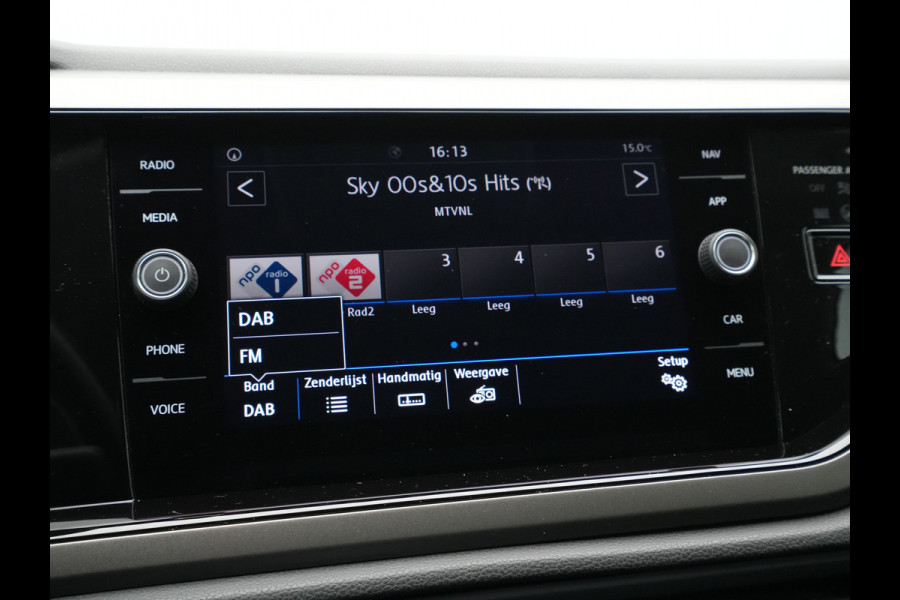 16:13
15.0°C
RADIO
NAV
PASSENGER A
OFF
Sky 00s&10s Hits
MEDIA
APP
MTVNL
npo radio 1
npo radio 2
3
4
5
6
Rad2
Leeg
Leeg
Leeg
Leeg
DAB
FM
PHONE
CAR
Setup
Band
Zenderlijst
Handmatig
Weergave
MENU
VOICE
DAB